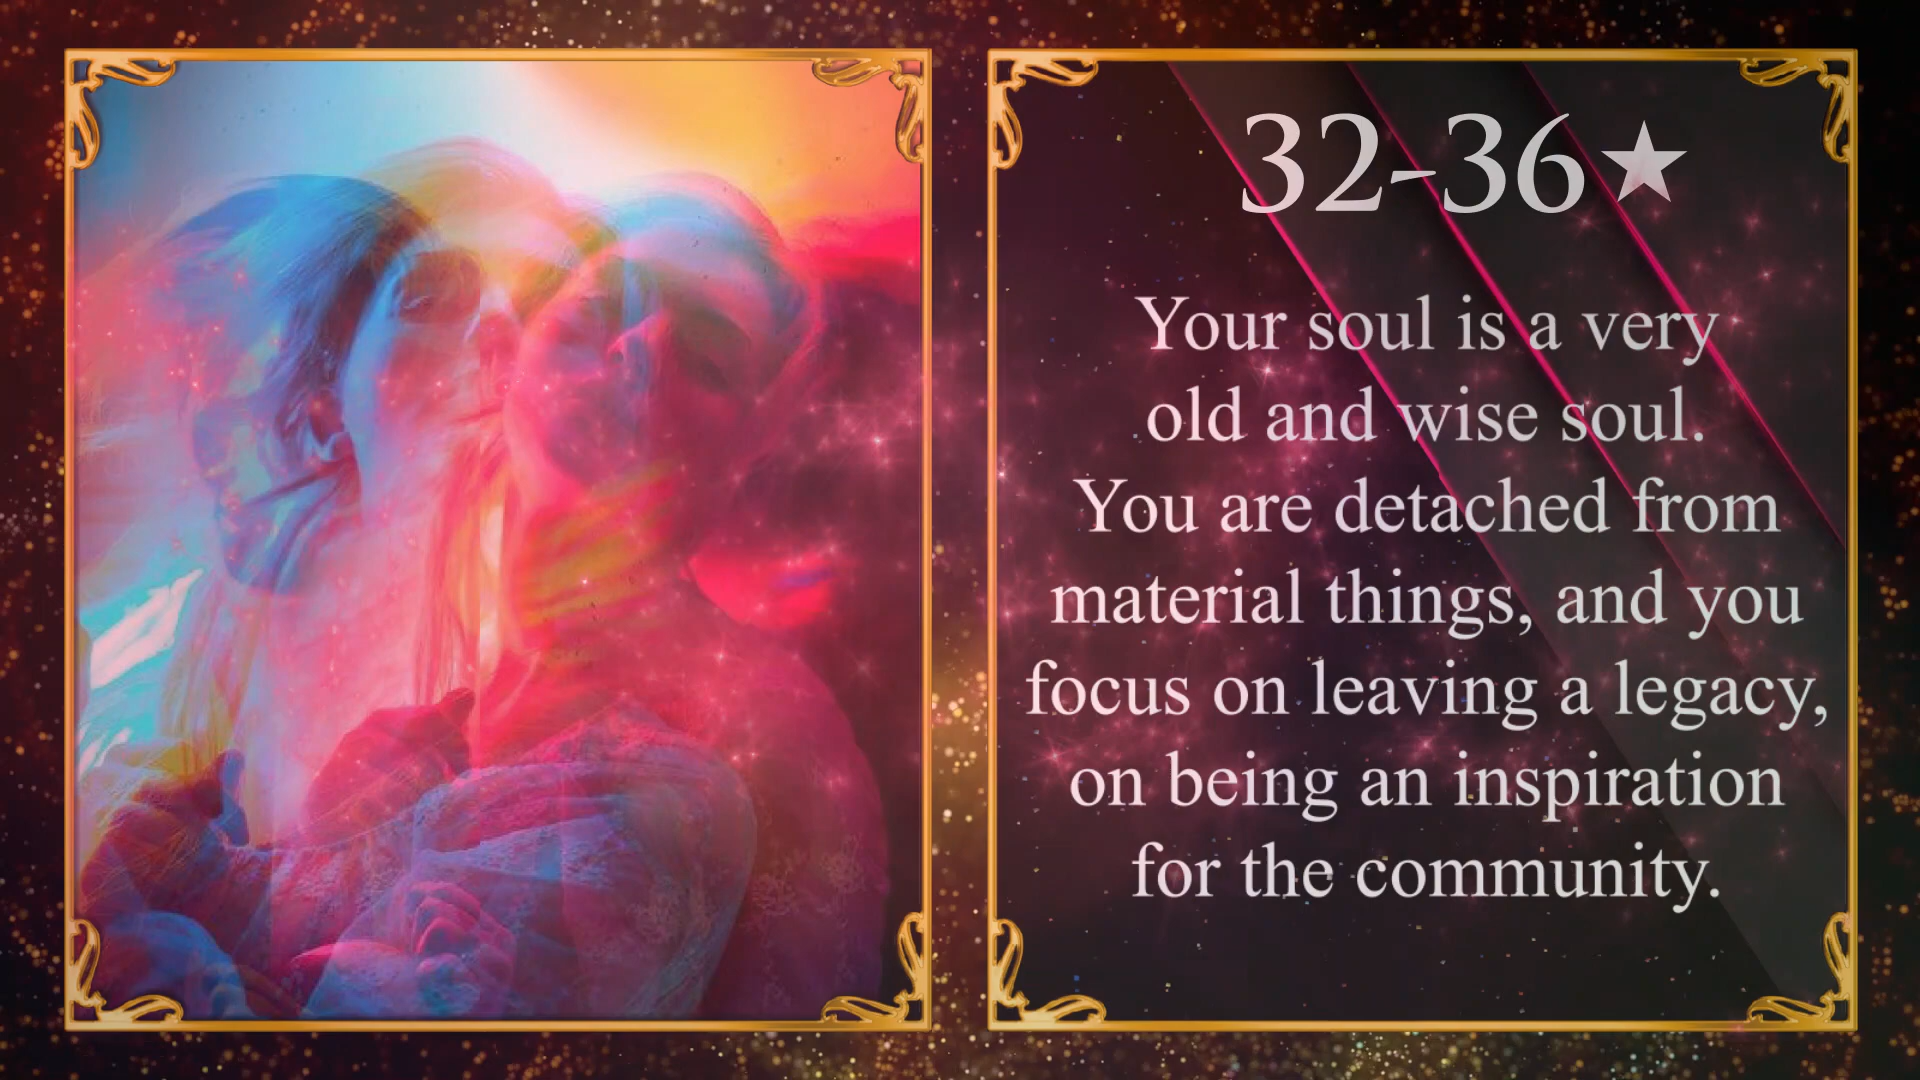 32-36★
Your soul is a very
old and wise soul.
You are detached from
material things, and you
focus on leaving a legacy,
on being an inspiration
for the community.